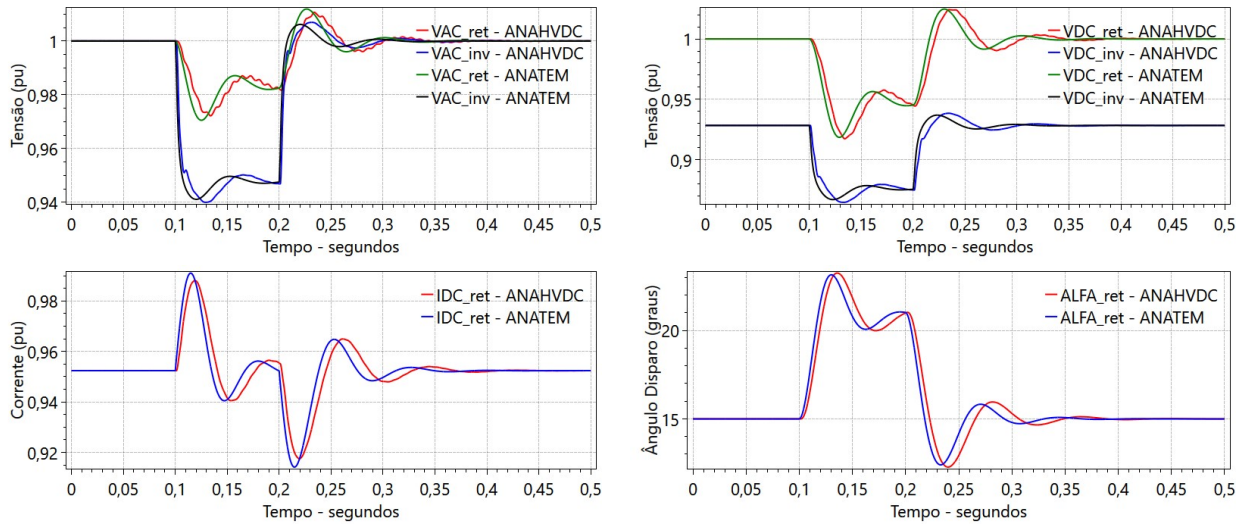 Tensão (pu)
1
0,98
0,96
0,94
VAC_ret - ANAHVDC
VAC_inv - ANAHVDC
VAC_ret - ANATEM
VAC_inv - ANATEM
0 0,05 0,1 0,15 0,2 0,25 0,3 0,35 0,4 0,45 0,5
Tempo - segundos
Tensão (pu)
1
0,95
0,9
VDC_ret - ANAHVDC
VDC_inv - ANAHVDC
VDC_ret - ANATEM
VDC_inv - ANATEM
0 0,05 0,1 0,15 0,2 0,25 0,3 0,35 0,4 0,45 0,5
Tempo - segundos
Corrente (pu)
0,98
0,96
0,94
0,92
IDC_ret - ANAHVDC
IDC_ret - ANATEM
0 0,05 0,1 0,15 0,2 0,25 0,3 0,35 0,4 0,45 0,5
Tempo - segundos
Ângulo Disparo (graus)
20
15
ALFA_ret - ANAHVDC
ALFA_ret - ANATEM
0 0,05 0,1 0,15 0,2 0,25 0,3 0,35 0,4 0,45 0,5
Tempo - segundos